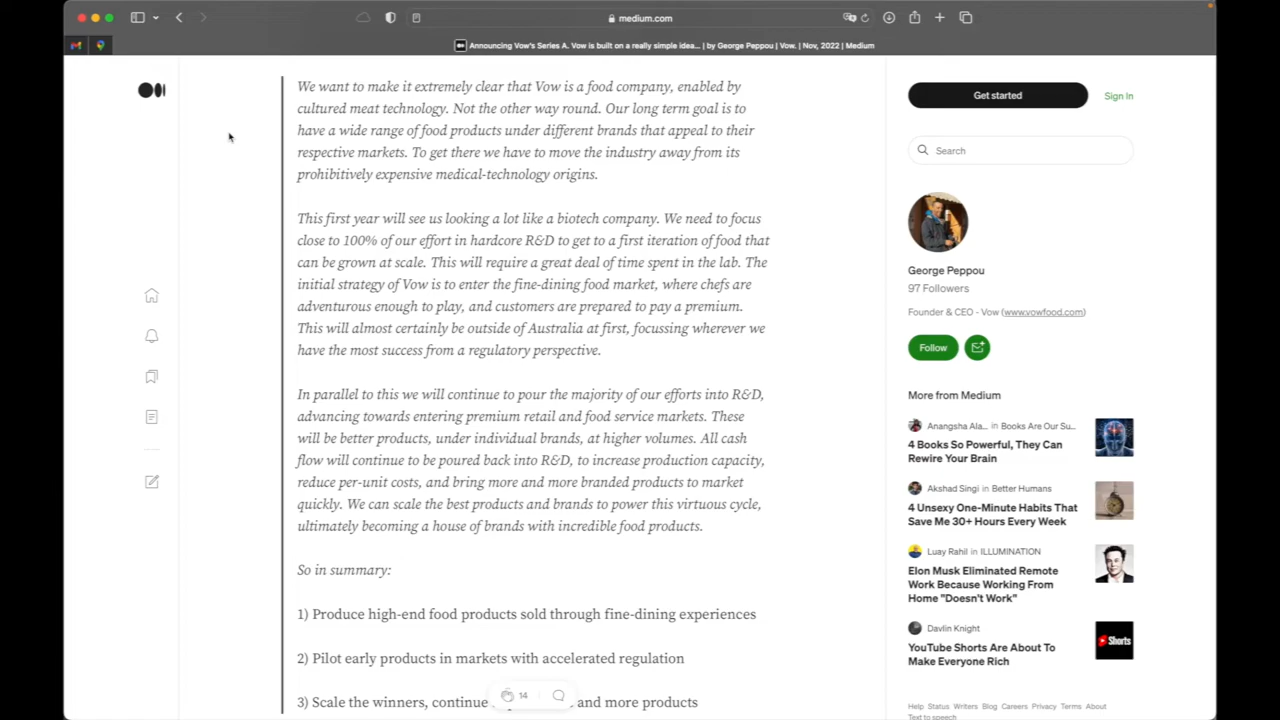 medium.com
Announcing Vow's Series A. Vow is built on a really simple idea... | by George Peppou | Vow. | Nov, 2022 | Medium
We want to make it extremely clear that Vow is a food company, enabled by
cultured meat technology. Not the other way round. Our long term goal is to
have a wide range of food products under different brands that appeal to their
respective markets. To get there we have to move the industry away from its
prohibitively expensive medical-technology origins.
This first year will see us looking a lot like a biotech company. We need to focus
close to 100% of our effort in hardcore R&D to get to a first iteration of food that
can be grown at scale. This will require a great deal of time spent in the lab. The
initial strategy of Vow is to enter the fine-dining food market, where chefs are
adventurous enough to play, and customers are prepared to pay a premium.
This will almost certainly be outside of Australia at first, focussing wherever we
have the most success from a regulatory perspective.
In parallel to this we will continue to pour the majority of our efforts into R&D,
advancing towards entering premium retail and food service markets. These
will be better products, under individual brands, at higher volumes. All cash
flow will continue to be poured back into R&D, to increase production capacity,
reduce per-unit costs, and bring more and more branded products to market
quickly. We can scale the best products and brands to power this virtuous cycle,
ultimately becoming a house of brands with incredible food products.
So in summary:
1) Produce high-end food products sold through fine-dining experiences
2) Pilot early products in markets with accelerated regulation
3) Scale the winners, continue and more products
14
Get started
Sign In
Search
George Peppou
97 Followers
Founder & CEO - Vow (www.vowfood.com)
Follow
More from Medium
Anangsha Ala... in Books Are Our Su...
4 Books So Powerful, They Can
Rewire Your Brain
Akshad Singi in Better Humans
4 Unsexy One-Minute Habits That
Save Me 30+ Hours Every Week
Luay Rahil in ILLUMINATION
Elon Musk Eliminated Remote
Work Because Working From
Home "Doesn't Work"
Davlin Knight
YouTube Shorts Are About To
Make Everyone Rich
Shorts
Help Status Writers Blog Careers Privacy Terms About
Text to speech